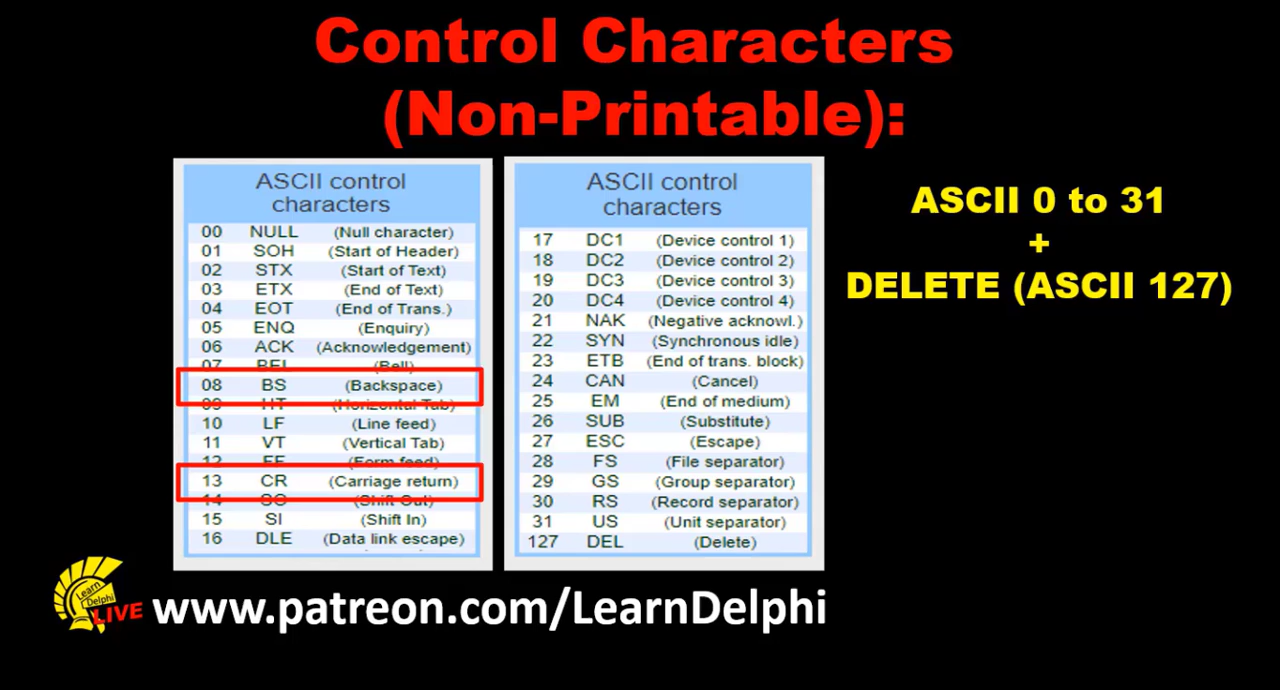 Control Characters
(Non-Printable):
ASCII control
characters
00 NULL (Null character)
01 SOH (Start of Header)
02 STX (Start of Text)
03 ETX (End of Text)
04 EOT (End of Trans.)
05 ENQ (Enquiry)
06 ACK (Acknowledgement)
07 BEL (Bell)
08 BS (Backspace)
09 HT (Horizontal Tab)
10 LF (Line feed)
11 VT (Vertical Tab)
12 FF (Form feed)
13 CR (Carriage return)
14 SO (Shift Out)
15 SI (Shift In)
16 DLE (Data link escape)
ASCII control
characters
17 DC1 (Device control 1)
18 DC2 (Device control 2)
19 DC3 (Device control 3)
20 DC4 (Device control 4)
21 NAK (Negative acknowl.)
22 SYN (Synchronous idle)
23 ETB (End of trans. block)
24 CAN (Cancel)
25 EM (End of medium)
26 SUB (Substitute)
27 ESC (Escape)
28 FS (File separator)
29 GS (Group separator)
30 RS (Record separator)
31 US (Unit separator)
127 DEL (Delete)
ASCII 0 to 31
+
DELETE (ASCII 127)
Learn
Delphi
LIVE
www.patreon.com/LearnDelphi